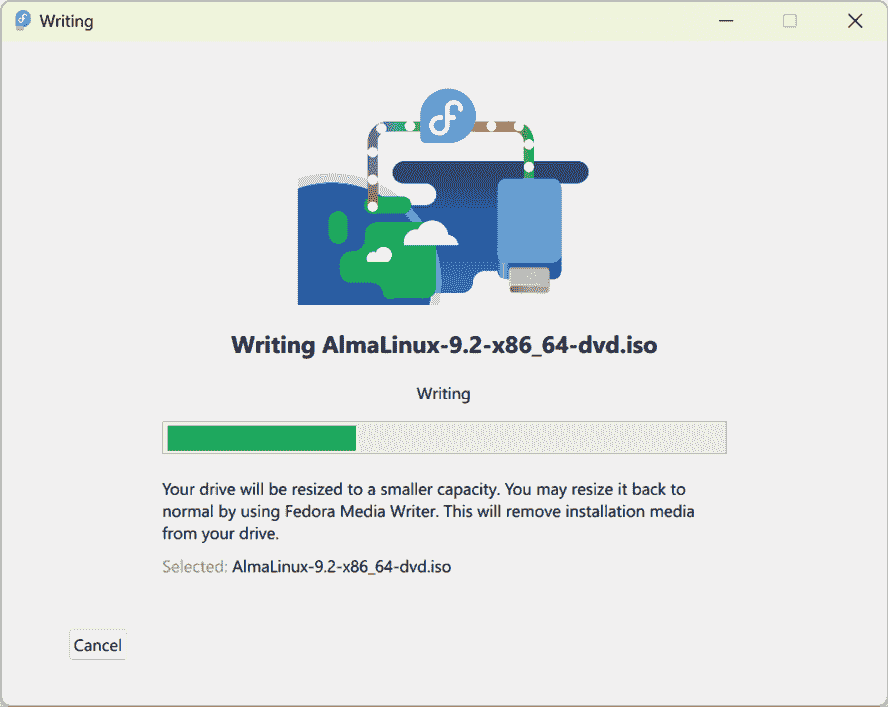 Writing
Writing AlmaLinux-9.2-x86_64-dvd.iso
Writing
Your drive will be resized to a smaller capacity. You may resize it back to
normal by using Fedora Media Writer. This will remove installation media
from your drive.
Selected: AlmaLinux-9.2-x86_64-dvd.iso
Cancel